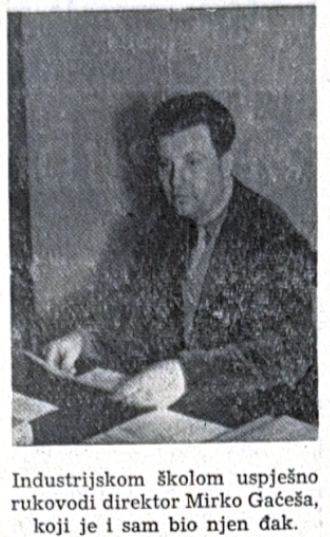 Industrijskom školom uspješno
rukovodi direktor Mirko Gaćeša,
koji je i sam bio njen đak.